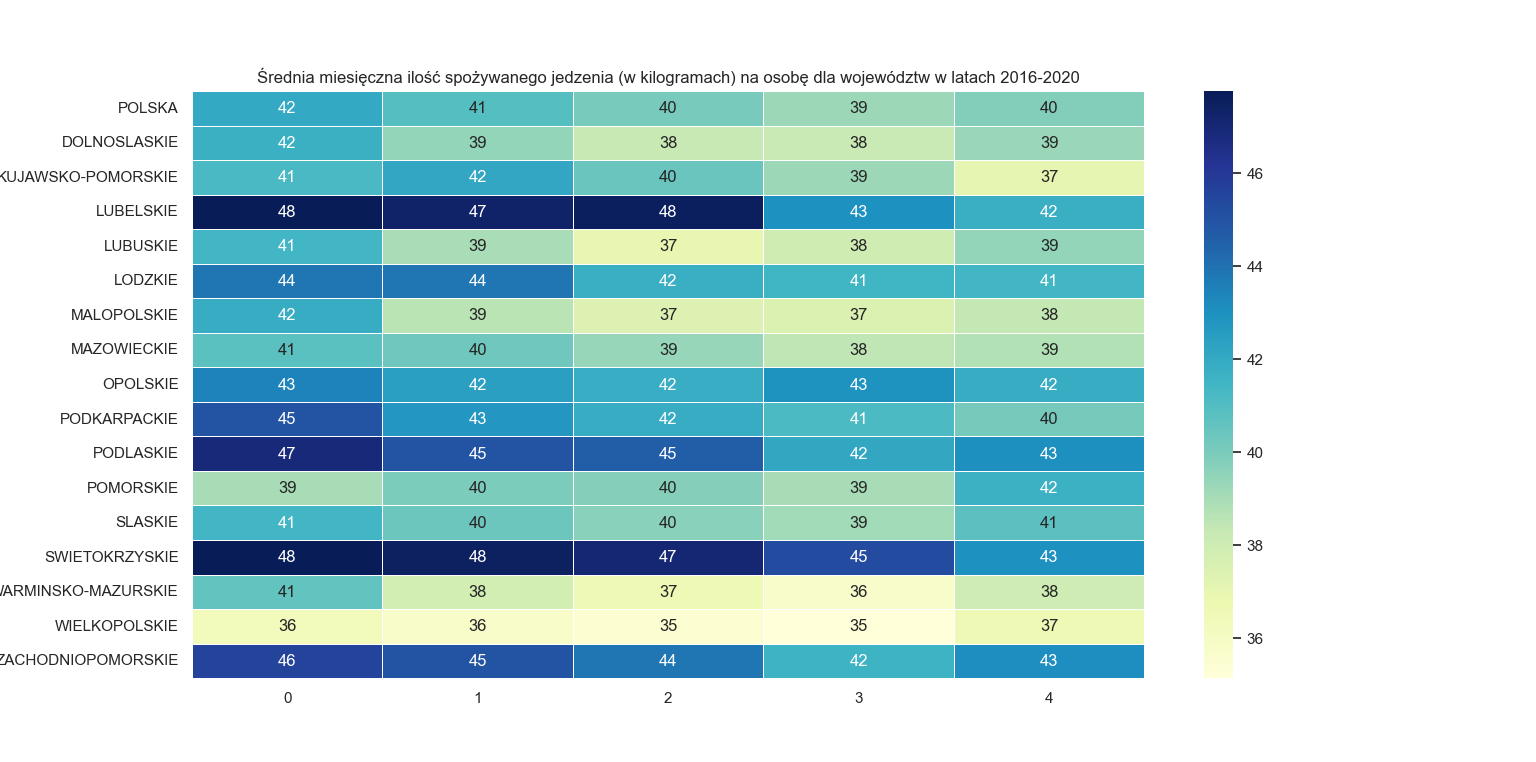 Średnia miesięczna ilość spożywanego jedzenia (w kilogramach) na osobę dla województw w latach 2016-2020
POLSKA 42 41 40 39 40
DOLNOSLASKIE 42 39 38 38 39
KUJAWSKO-POMORSKIE 41 42 40 39 37
LUBELSKIE 48 47 48 43 42
LUBUSKIE 41 39 37 38 39
LODZKIE 44 44 42 41 41
MALOPOLSKIE 42 39 37 37 38
MAZOWIECKIE 41 40 39 38 39
OPOLSKIE 43 42 42 43 42
PODKARPACKIE 45 43 42 41 40
PODLASKIE 47 45 45 42 43
POMORSKIE 39 40 40 39 42
SLASKIE 41 40 40 39 41
SWIETOKRZYSKIE 48 48 47 45 43
WARMINSKO-MAZURSKIE 41 38 37 36 38
WIELKOPOLSKIE 36 36 35 35 37
ZACHODNIOPOMORSKIE 46 45 44 42 43
0 1 2 3 4
46
44
42
40
38
36